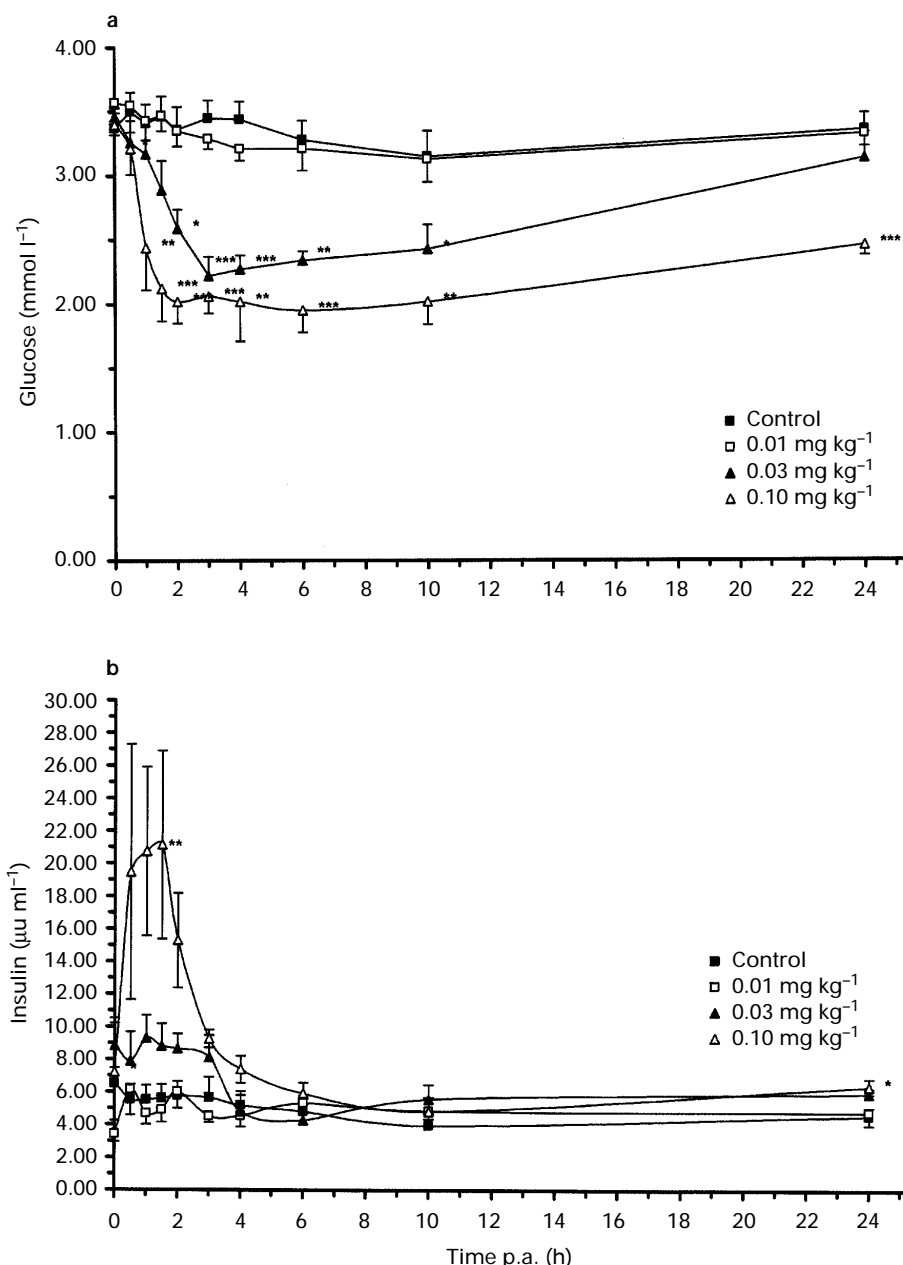 a
4.00
3.00
2.00
1.00
0.00
Glucose (mmol l⁻¹)
*
**
***
***
**
*
***
**
***
**
***
**
***
Control
0.01 mg kg⁻¹
0.03 mg kg⁻¹
0.10 mg kg⁻¹
0 2 4 6 8 10 12 14 16 18 20 22 24
b
30.00
28.00
26.00
24.00
22.00
20.00
18.00
16.00
14.00
12.00
10.00
8.00
6.00
4.00
2.00
0.00
Insulin (µu ml⁻¹)
**
*
*
Control
0.01 mg kg⁻¹
0.03 mg kg⁻¹
0.10 mg kg⁻¹
0 2 4 6 8 10 12 14 16 18 20 22 24
Time p.a. (h)